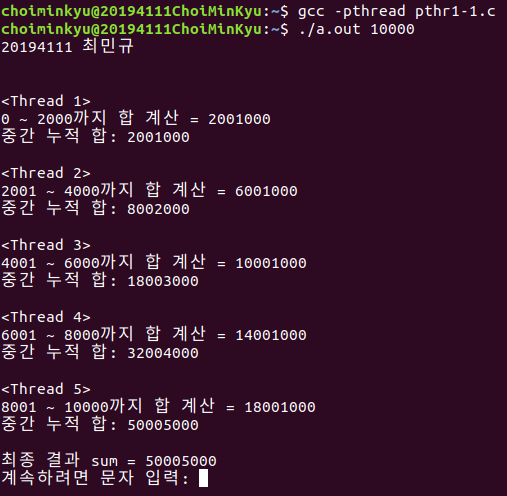 choiminkyu@20194111ChoiMinKyu:~$ gcc -pthread pthr1-1.c
choiminkyu@20194111ChoiMinKyu:~$ ./a.out 10000
20194111 최민규
<Thread 1>
0 ~ 2000까지 합 계산 = 2001000
중간 누적 합: 2001000
<Thread 2>
2001 ~ 4000까지 합 계산 = 6001000
중간 누적 합: 8002000
<Thread 3>
4001 ~ 6000까지 합 계산 = 10001000
중간 누적 합: 18003000
<Thread 4>
6001 ~ 8000까지 합 계산 = 14001000
중간 누적 합: 32004000
<Thread 5>
8001 ~ 10000까지 합 계산 = 18001000
중간 누적 합: 50005000
최종 결과 sum = 50005000
계속하려면 문자 입력: